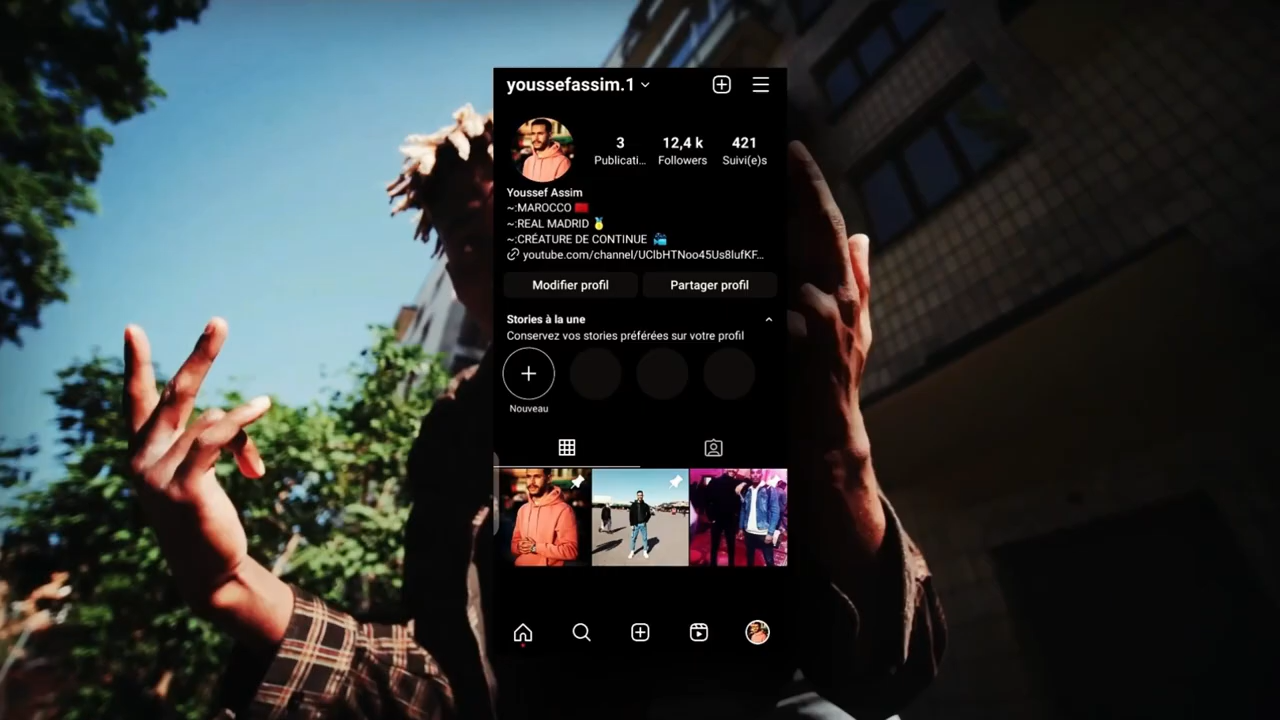 youssefassim.1
3 12,4 k 421
Publicati... Followers Suivi(e)s
Youssef Assim
~:MAROCCO 🇲🇦
~:REAL MADRID 🏅
~:CRÉATURE DE CONTINUE 🎥
youtube.com/channel/UClbHTNoo45Us8lufKF...
Modifier profil Partager profil
Stories à la une
Conservez vos stories préférées sur votre profil
Nouveau